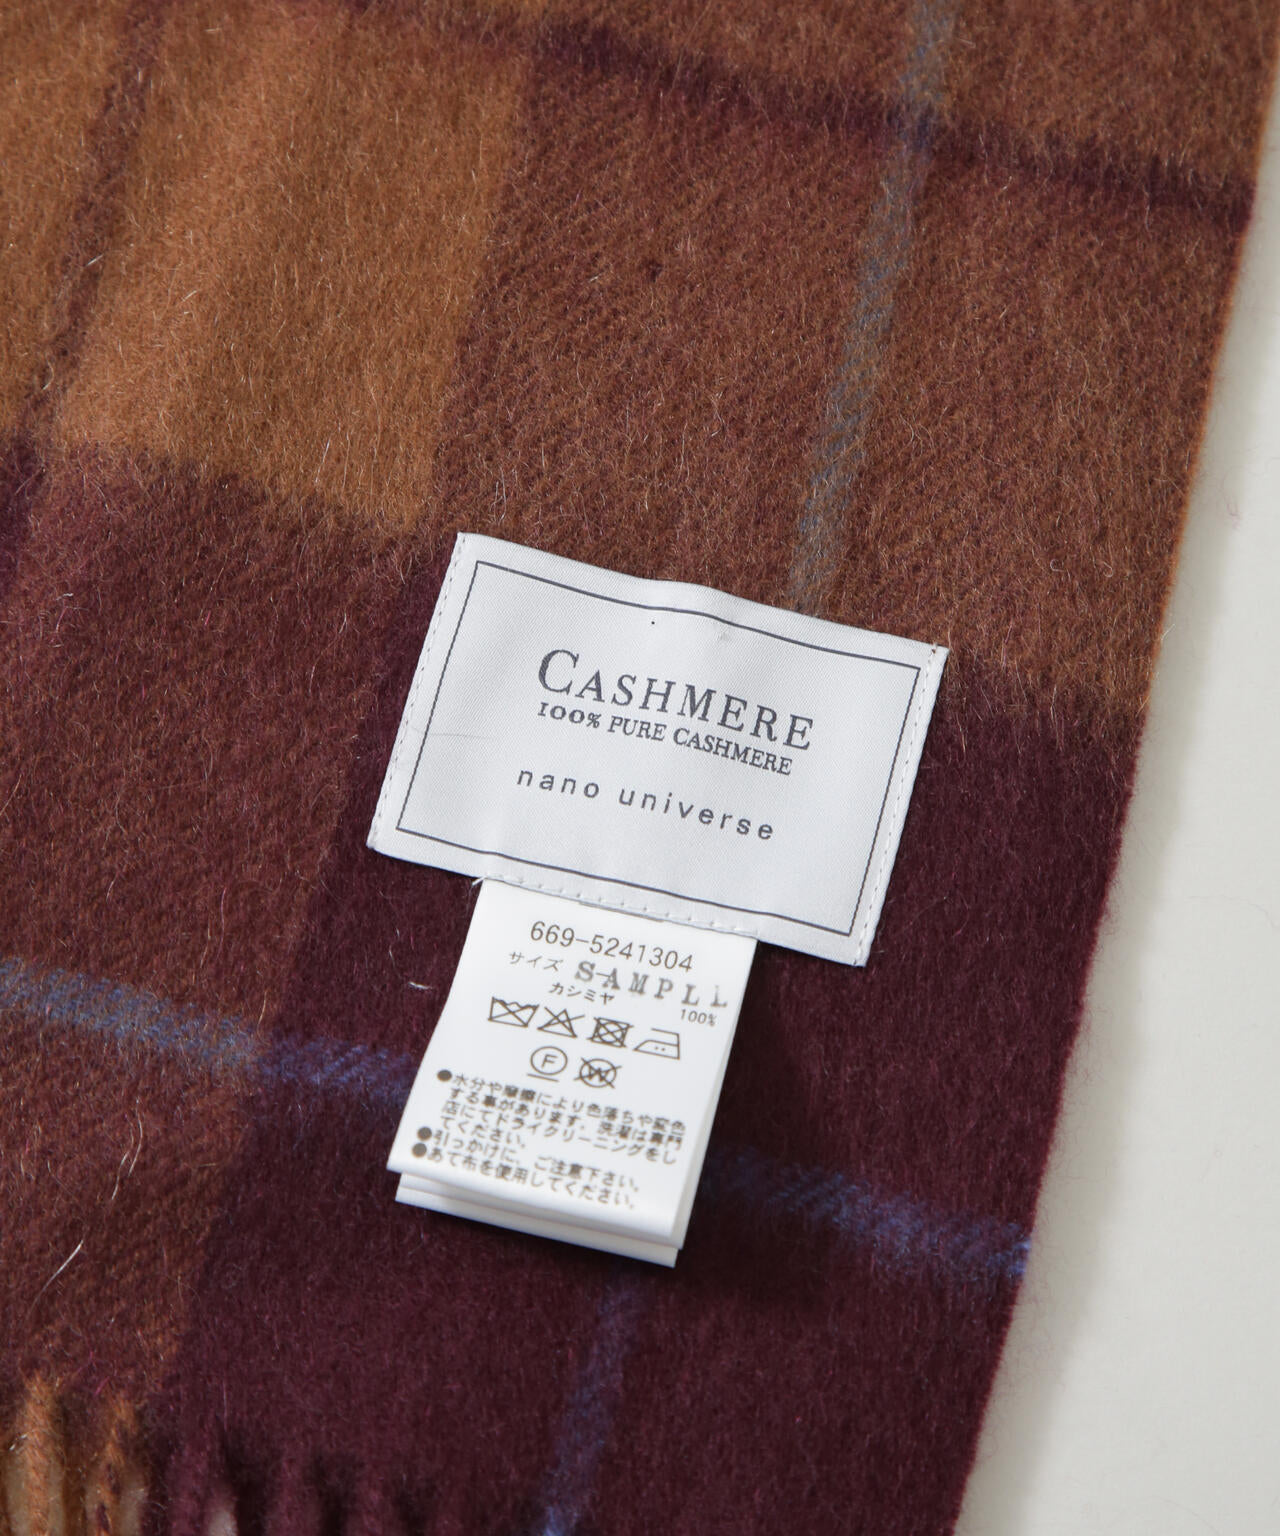 CASHMERE
100% PURE CASHMERE
nano universe
669-5241304
サイズ SAMPLL
カシミヤ
100%
F
W
●水分や摩擦により色落ちや変色
する事があります。洗濯は専門
店にてドライクリーニングをし
てください。
●引っかけに、ご注意下さい。
●あて布を使用してください。